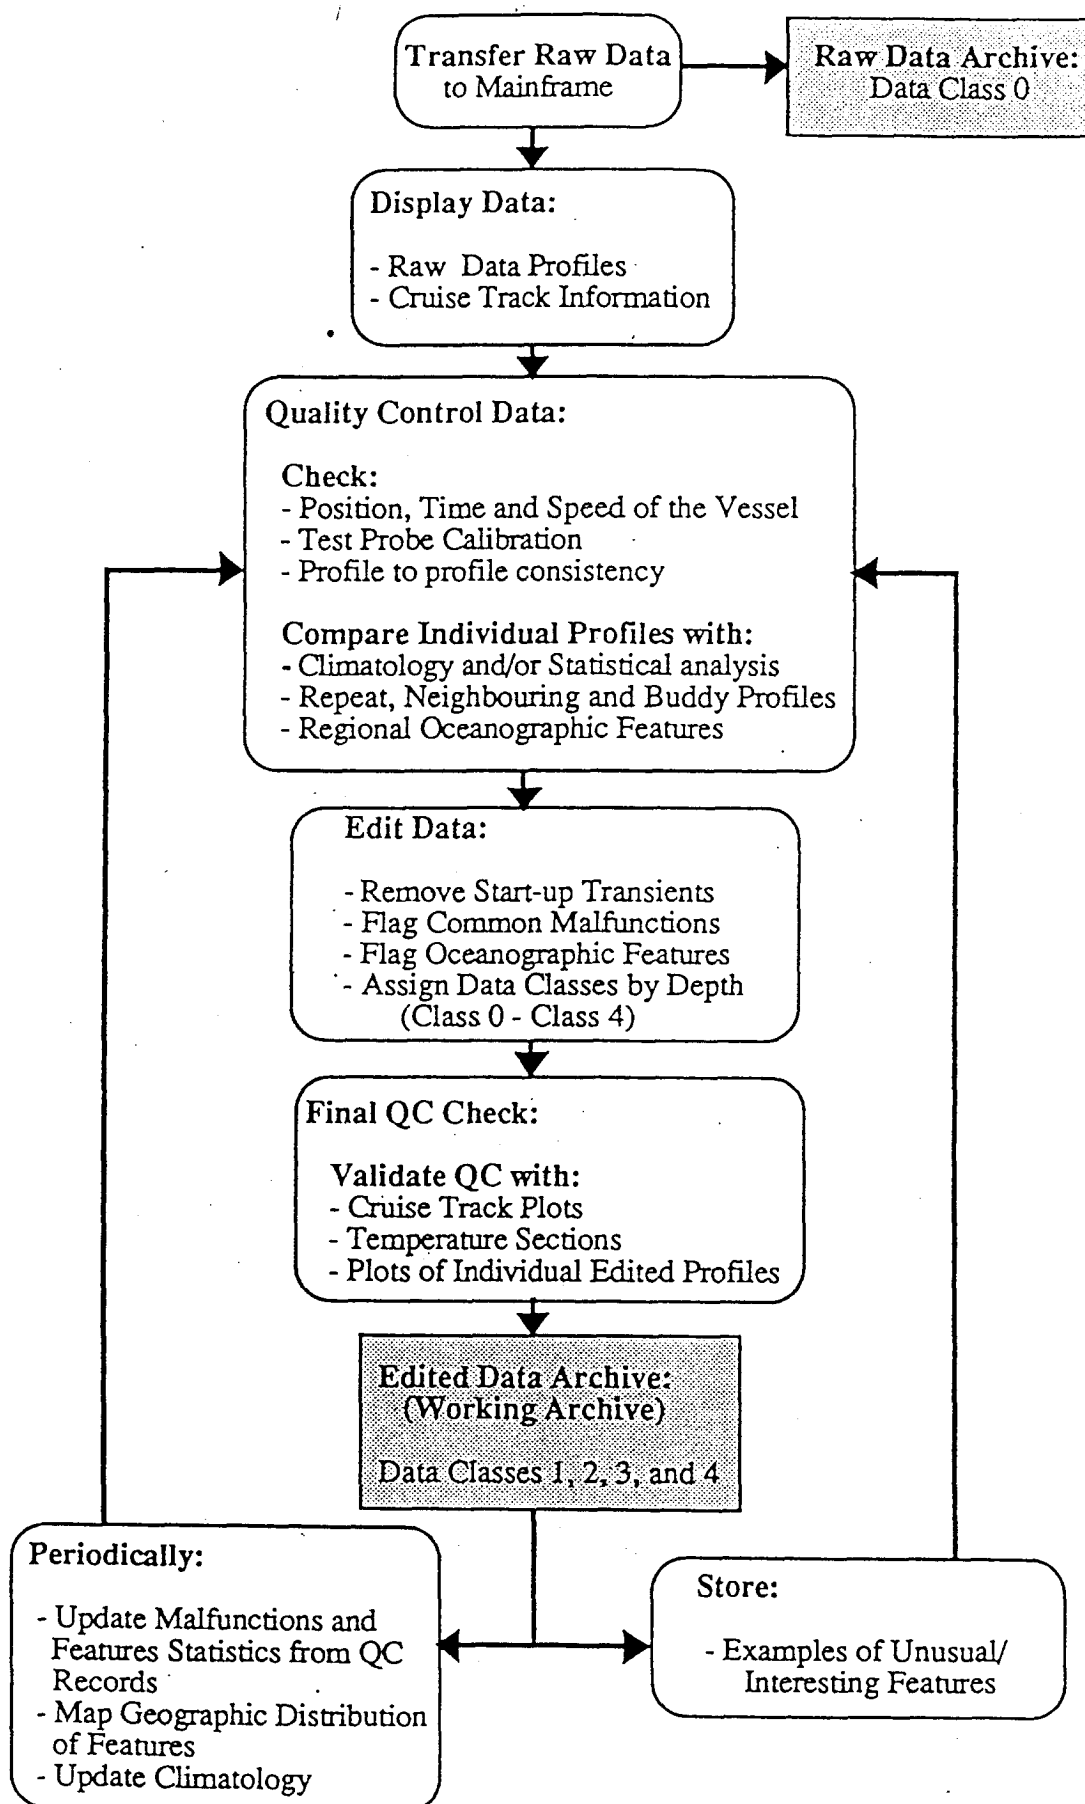 Transfer Raw Data
to Mainframe
Raw Data Archive:
Data Class 0
Display Data:
- Raw Data Profiles
- Cruise Track Information
Quality Control Data:
Check:
- Position, Time and Speed of the Vessel
- Test Probe Calibration
- Profile to profile consistency
Compare Individual Profiles with:
- Climatology and/or Statistical analysis
- Repeat, Neighbouring and Buddy Profiles
- Regional Oceanographic Features
Edit Data:
- Remove Start-up Transients
- Flag Common Malfunctions
- Flag Oceanographic Features
- Assign Data Classes by Depth
(Class 0 - Class 4)
Final QC Check:
Validate QC with:
- Cruise Track Plots
- Temperature Sections
- Plots of Individual Edited Profiles
Edited Data Archive:
(Working Archive)
Data Classes 1, 2, 3, and 4
Periodically:
- Update Malfunctions and
Features Statistics from QC
Records
- Map Geographic Distribution
of Features
- Update Climatology
Store:
- Examples of Unusual/
Interesting Features